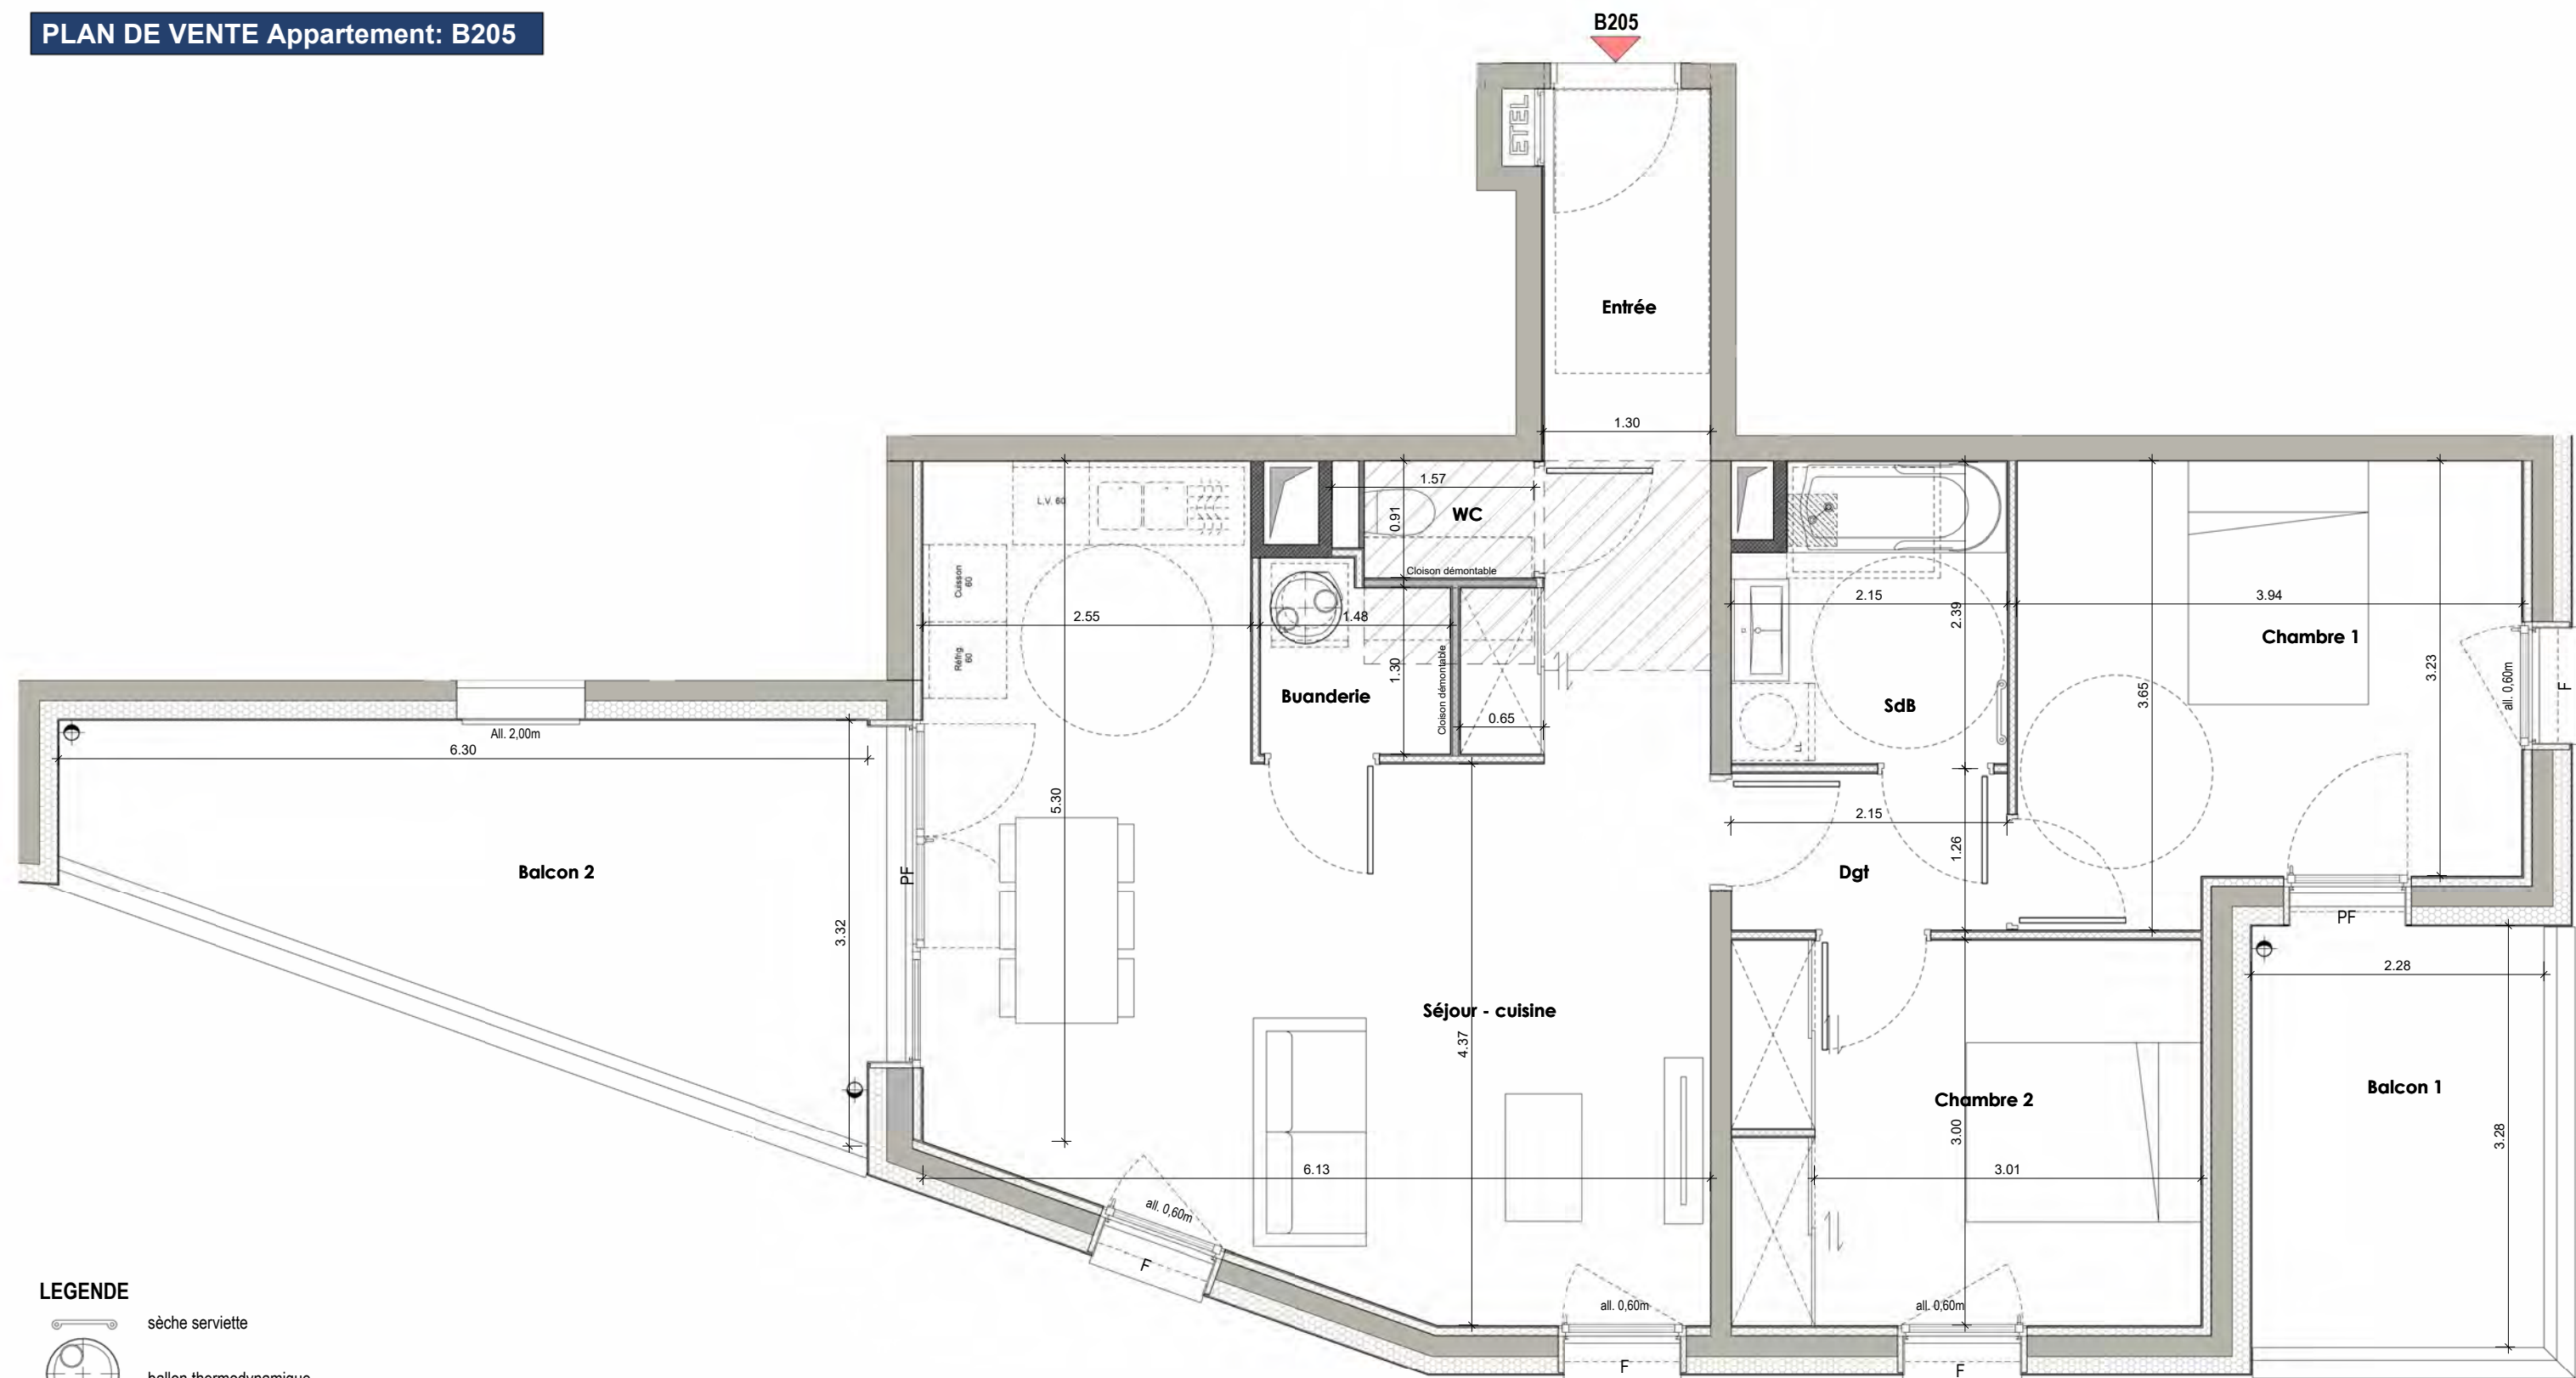 PLAN DE VENTE Appartement: B205
B205
ETEL
Entrée
1.30
L.V. 60
1.57
WC
0.91
Cloison démontable
Cuisson
60
2.55
1.48
2.15
2.39
3.94
Chambre 1
Réfrig.
60
Buanderie
1.30
Cloison démontable
0.65
SdB
LL
3.65
3.23
all. 0,60m
F
All. 2,00m
6.30
5.30
2.15
1.26
Balcon 2
PF
Dgt
3.32
PF
2.28
Séjour - cuisine
4.37
Chambre 2
3.00
Balcon 1
3.28
6.13
3.01
all. 0,60m
F
all. 0,60m
F
all. 0,60m
F
LEGENDE
sèche serviette
ballon thermodynamique